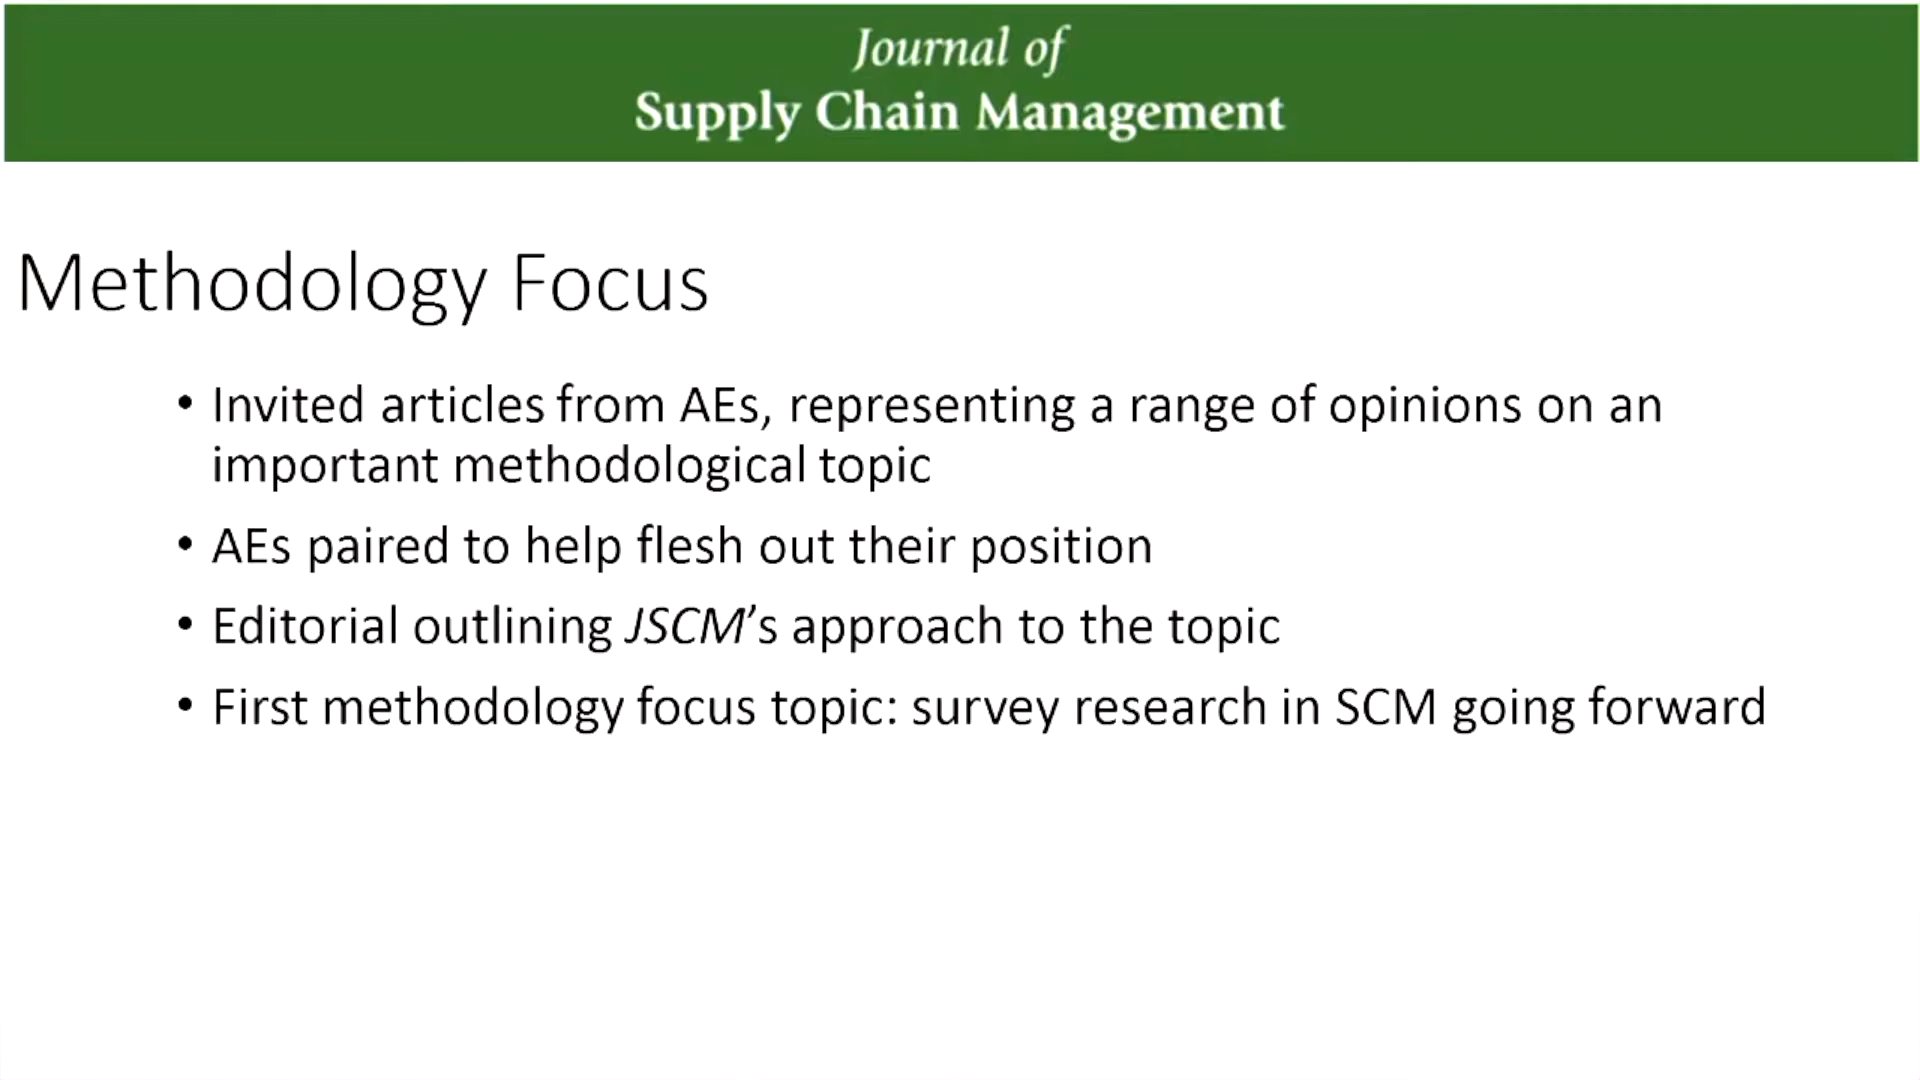 Journal of
Supply Chain Management
Methodology Focus
• Invited articles from AEs, representing a range of opinions on an
important methodological topic
• AEs paired to help flesh out their position
• Editorial outlining JSCM’s approach to the topic
• First methodology focus topic: survey research in SCM going forward